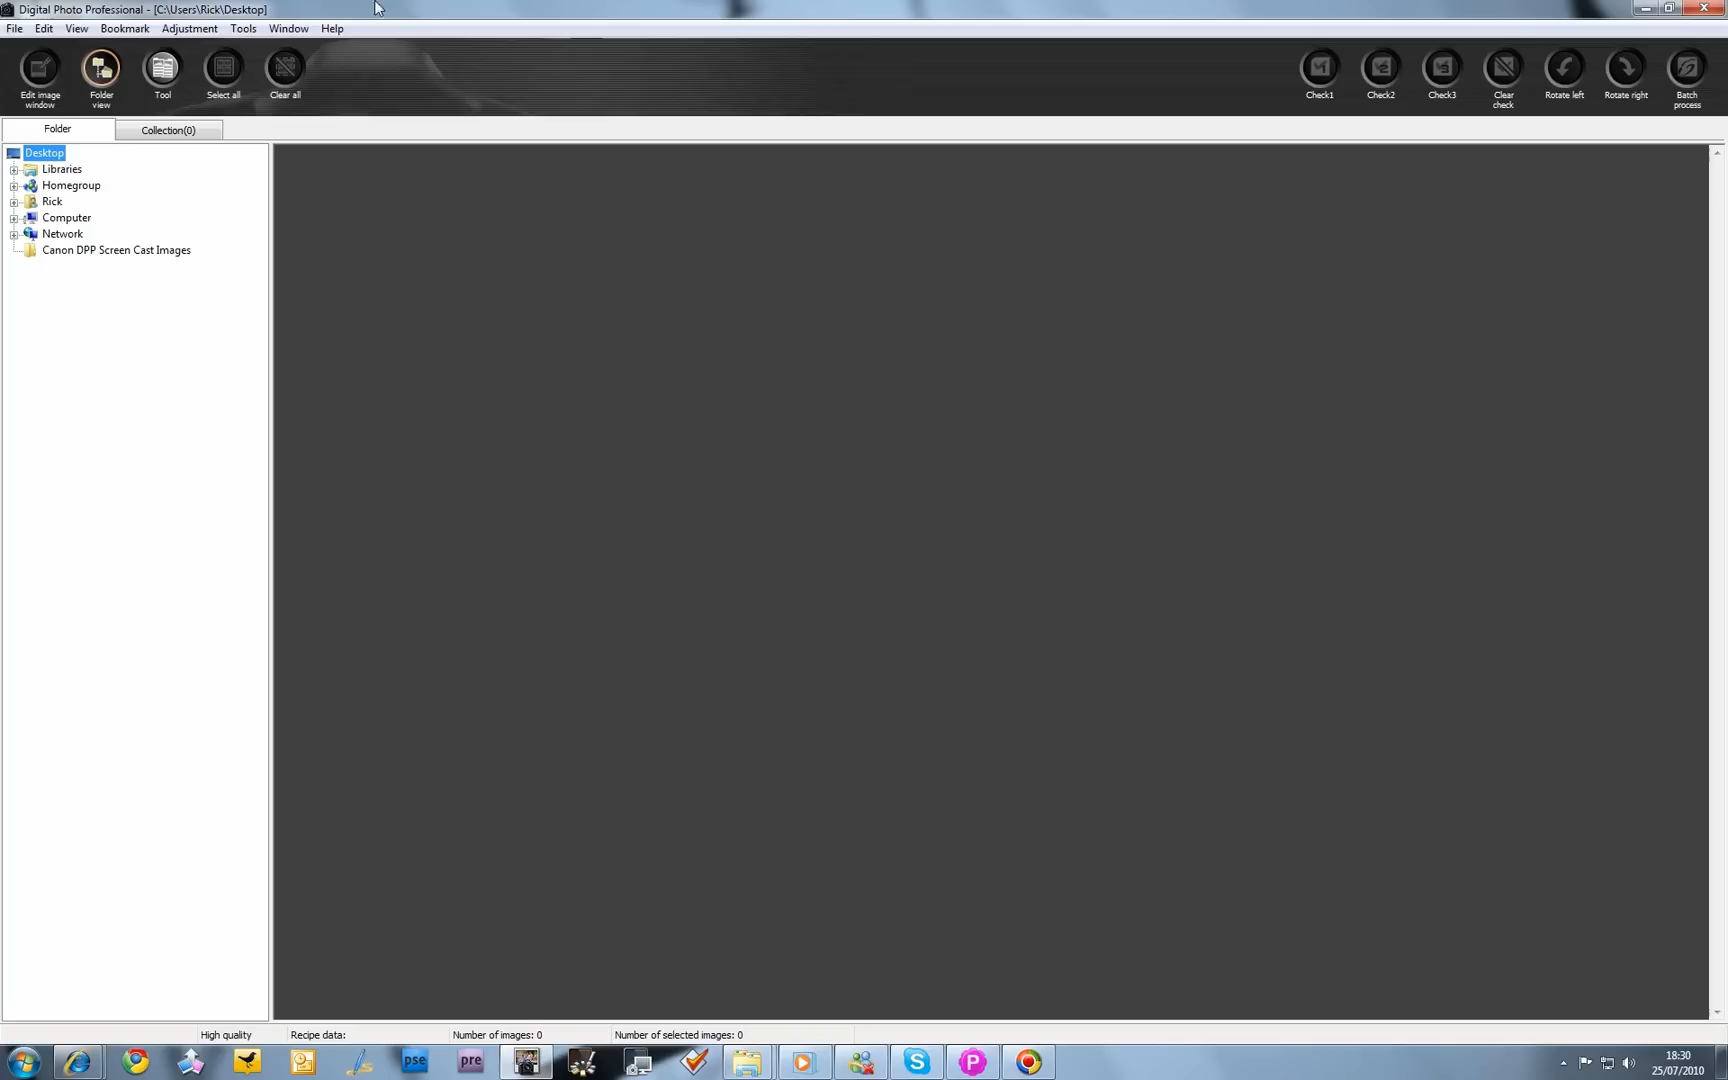 Digital Photo Professional - [C:\Users\Rick\Desktop]
File Edit View Bookmark Adjustment Tools Window Help
Edit image window
Folder view
Tool
Select all
Clear all
Check1
Check2
Check3
Clear check
Rotate left
Rotate right
Batch process
Folder
Collection(0)
Desktop
Libraries
Homegroup
Rick
Computer
Network
Canon DPP Screen Cast Images
High quality
Recipe data:
Number of images: 0
Number of selected images: 0
pse
pre
S
P
18:30
25/07/2010